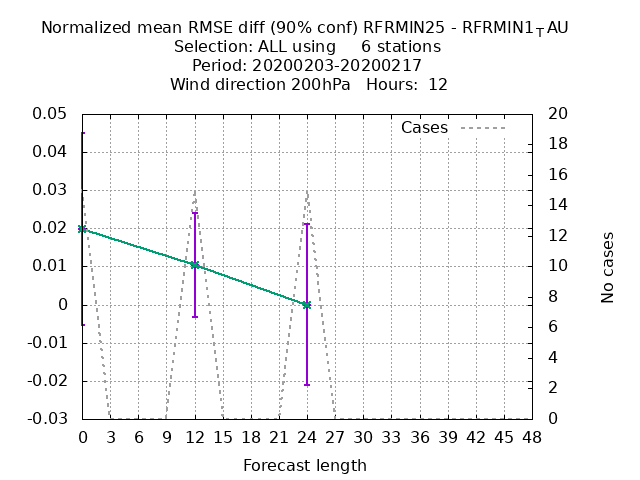 Normalized mean RMSE diff (90% conf) RFRMIN25 - RFRMIN1TAU
Selection: ALL using 6 stations
Period: 20200203-20200217
Wind direction 200hPa Hours: 12
Cases
0.05
0.04
0.03
0.02
0.01
0
-0.01
-0.02
-0.03
20
18
16
14
12
10
8
6
4
2
0
No cases
0 3 6 9 12 15 18 21 24 27 30 33 36 39 42 45 48
Forecast length